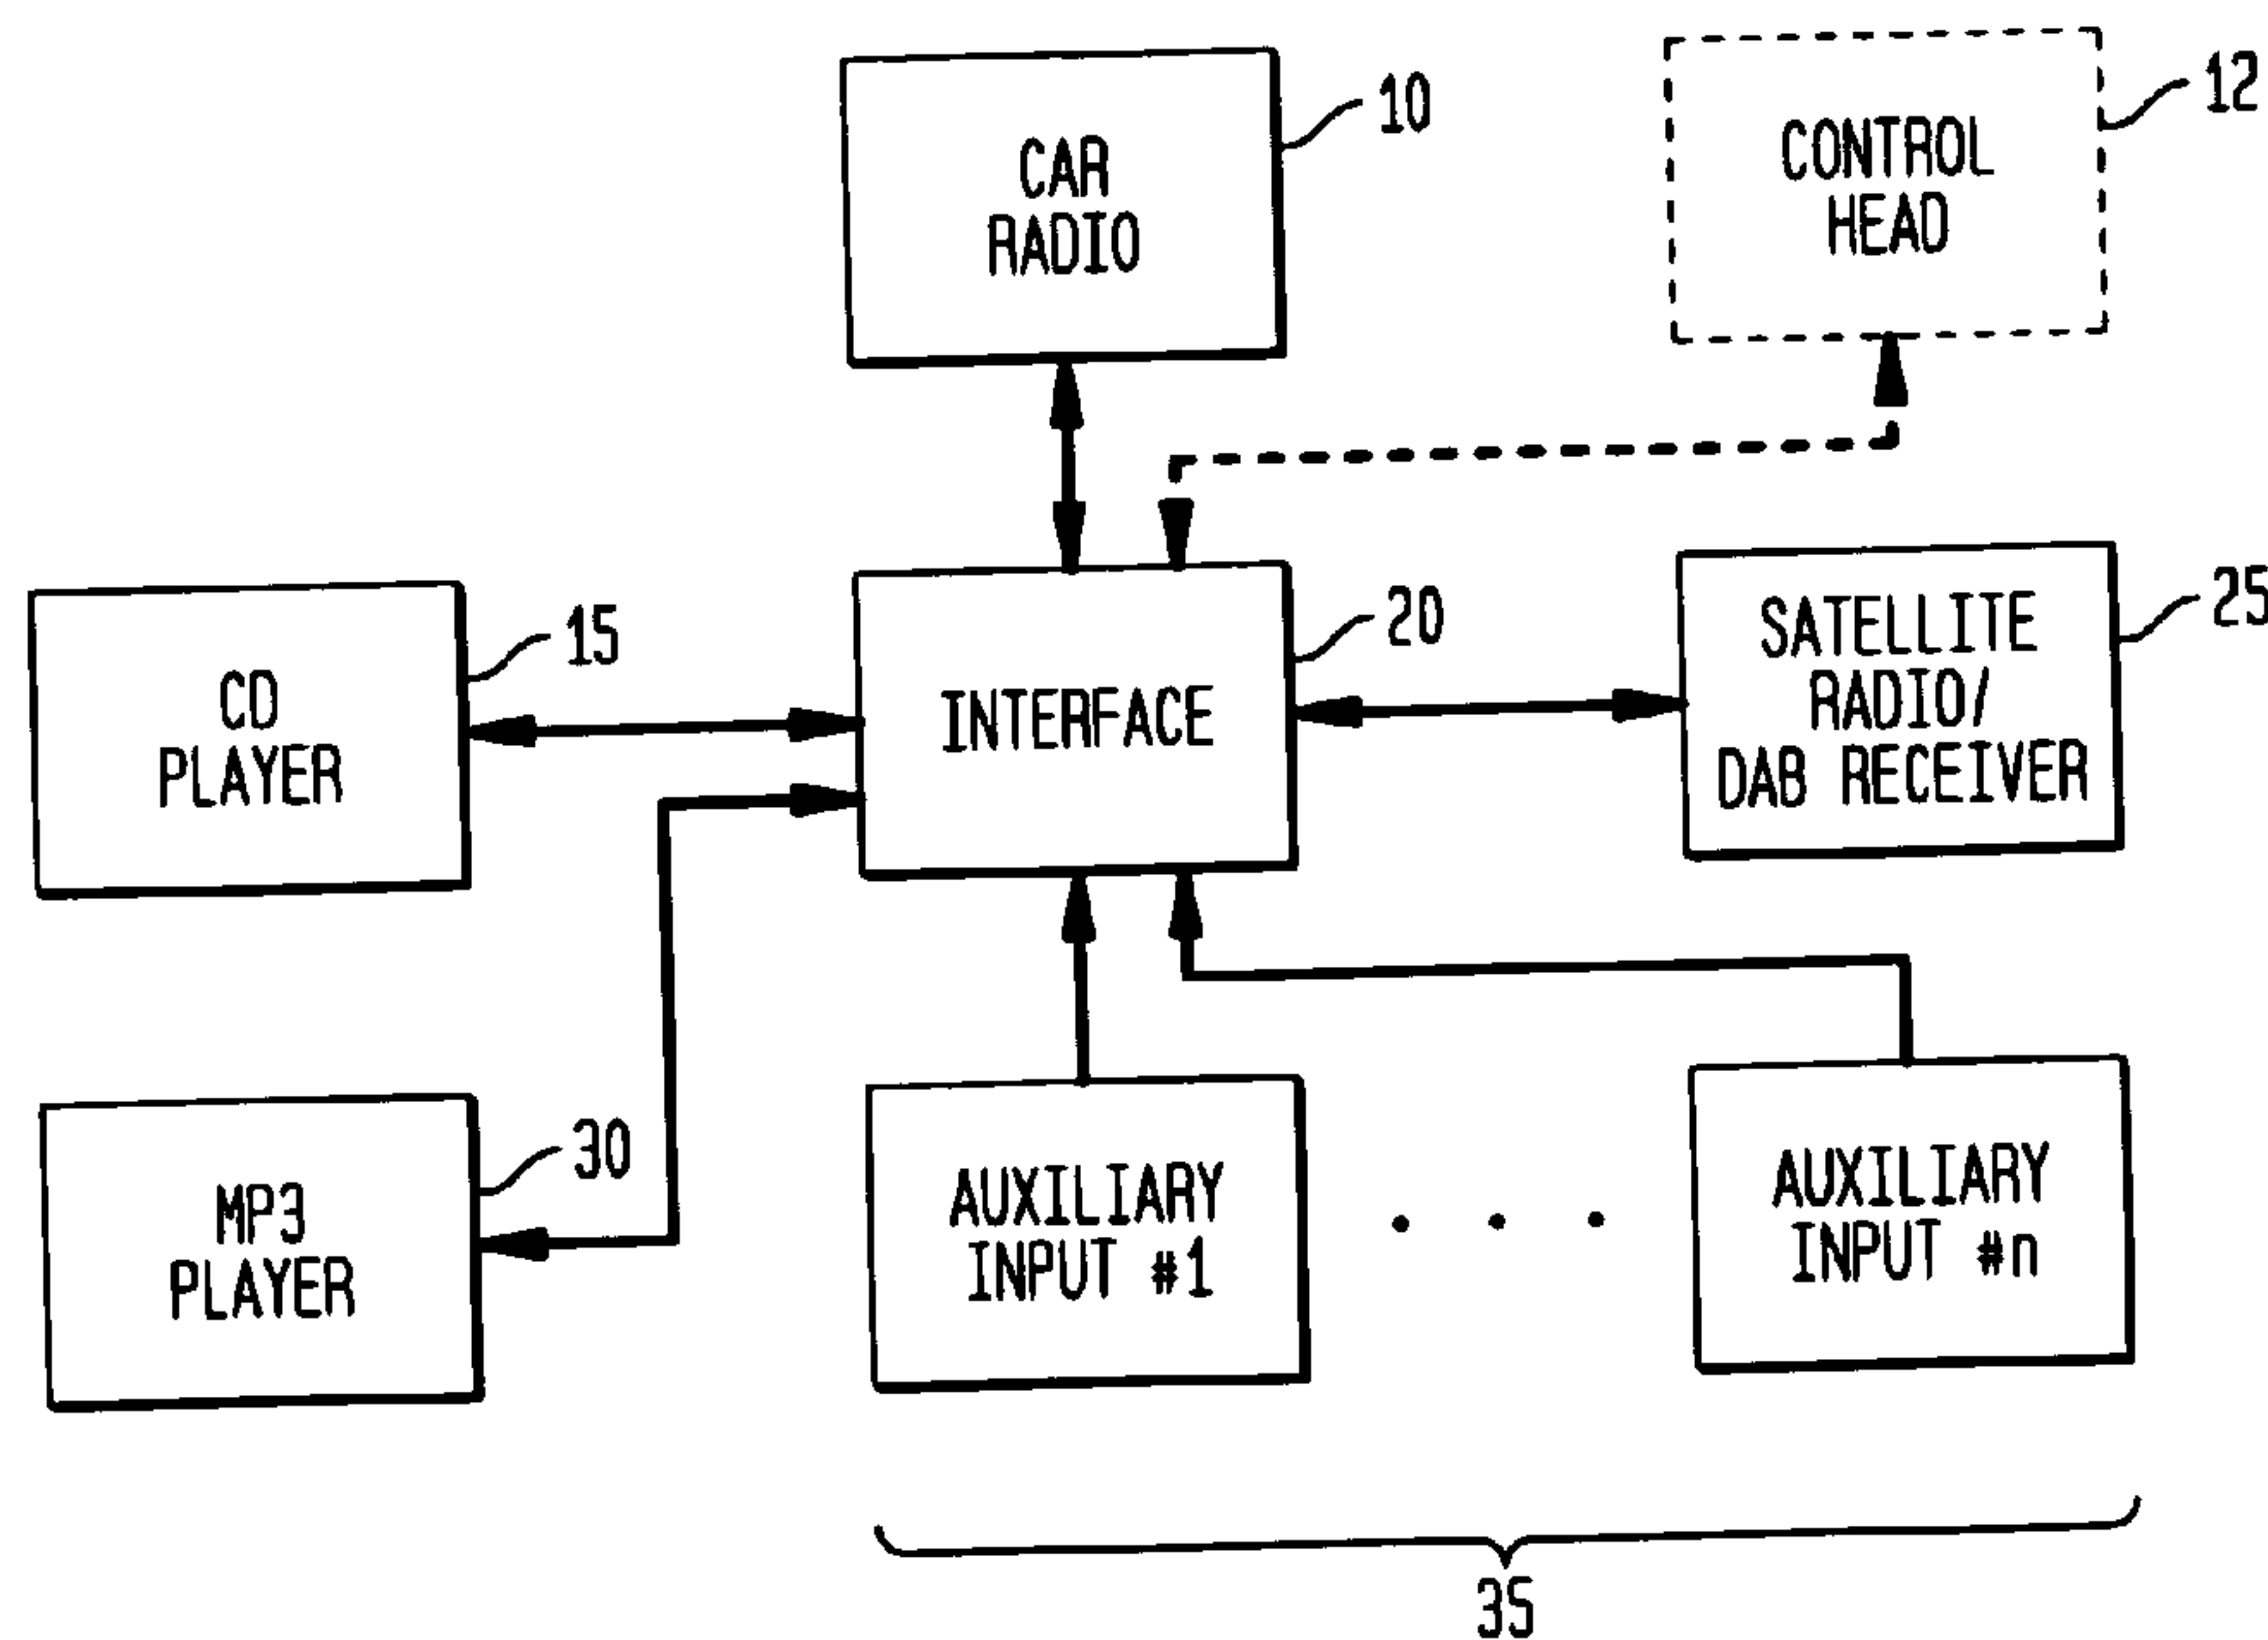 CAR
RADIO
10
CONTROL
HEAD
12
CD
PLAYER
15
INTERFACE
20
SATELLITE
RADIO/
DAB RECEIVER
25
MP3
PLAYER
30
AUXILIARY
INPUT #1
AUXILIARY
INPUT #n
35